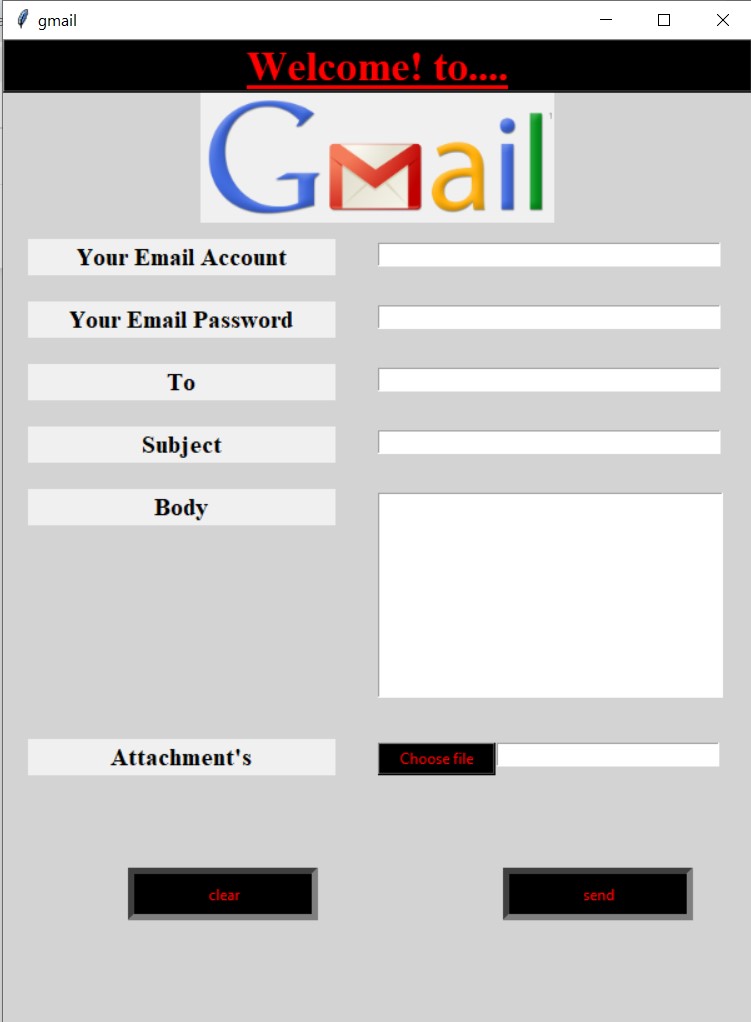 gmail
Welcome! to....
Gmail
Your Email Account
Your Email Password
To
Subject
Body
Attachment's
Choose file
clear
send